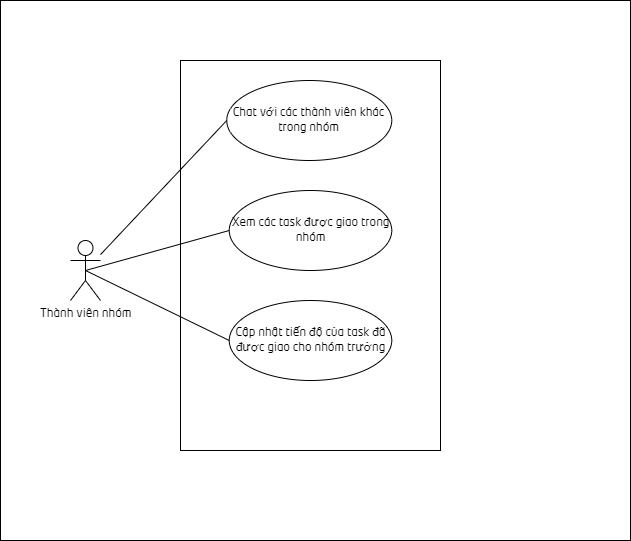 Chat với các thành viên khác
trong nhóm
Xem các task được giao trong
nhóm
Thành viên nhóm
Cập nhật tiến độ của task đã
được giao cho nhóm trưởng